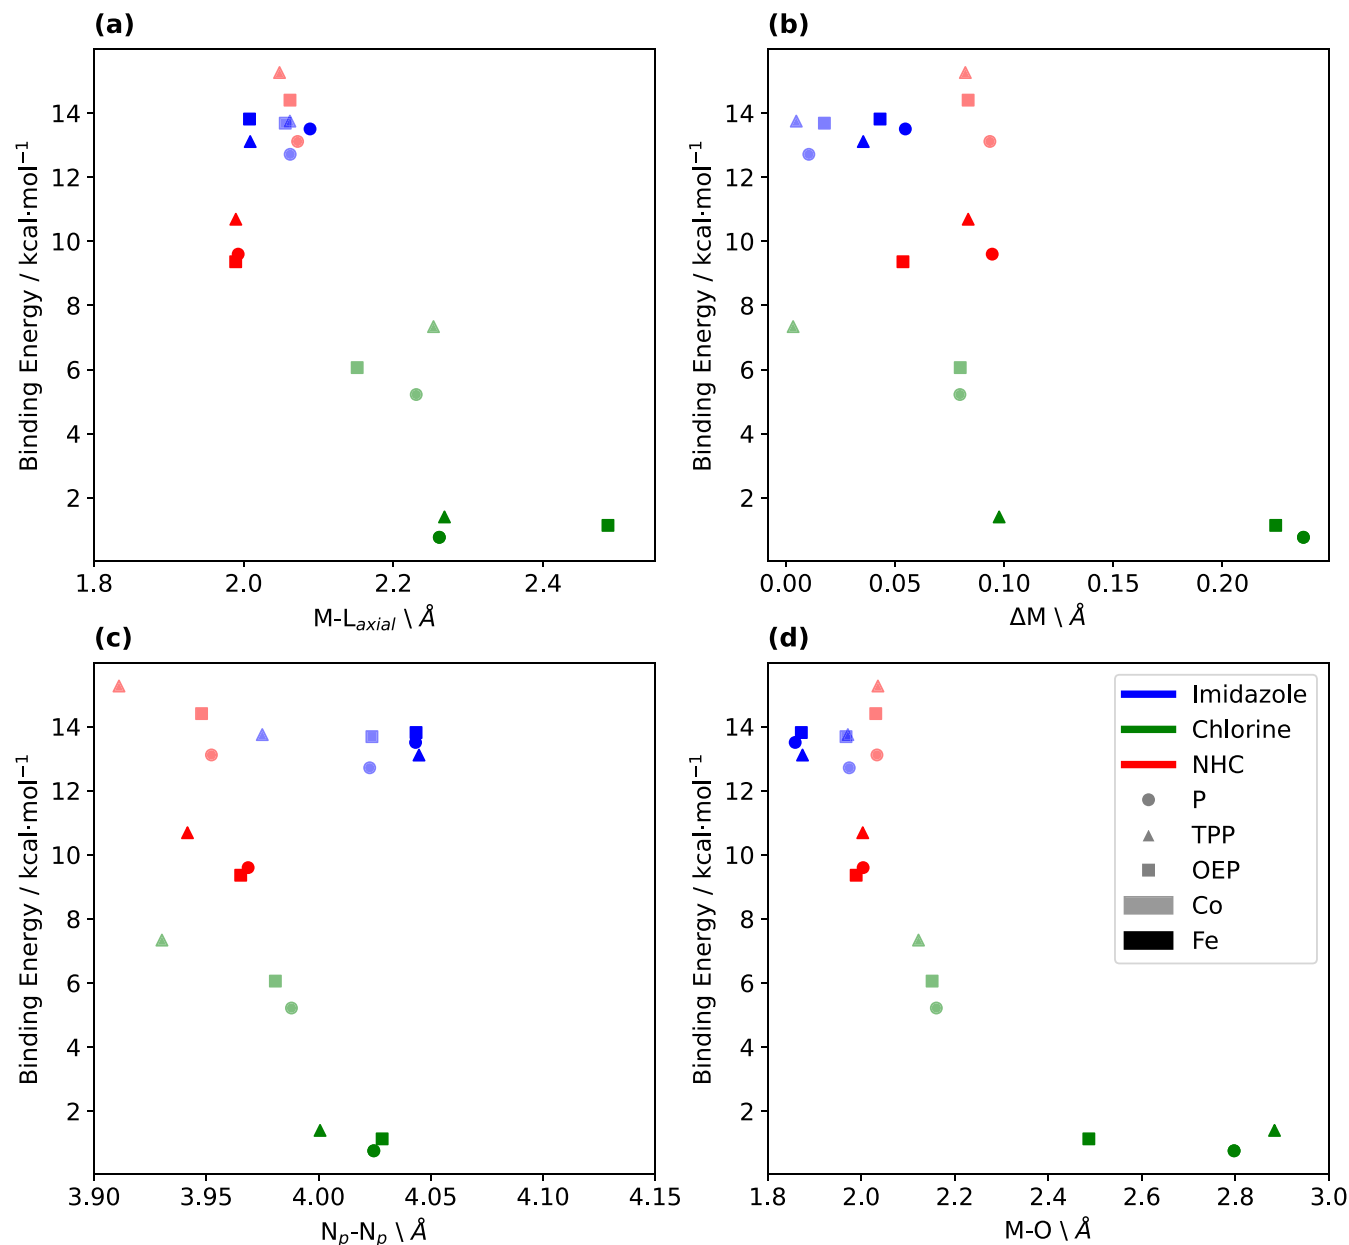 (a)
Binding Energy / kcal·mol⁻¹
14
12
10
8
6
4
2
1.8 2.0 2.2 2.4
M-Lₐₓᵢₐₗ \ Å
(b)
Binding Energy / kcal·mol⁻¹
14
12
10
8
6
4
2
0.00 0.05 0.10 0.15 0.20
ΔM \ Å
(c)
Binding Energy / kcal·mol⁻¹
14
12
10
8
6
4
2
3.90 3.95 4.00 4.05 4.10 4.15
Nₚ-Nₚ \ Å
(d)
Binding Energy / kcal·mol⁻¹
14
12
10
8
6
4
2
Imidazole
Chlorine
NHC
P
TPP
OEP
Co
Fe
1.8 2.0 2.2 2.4 2.6 2.8 3.0
M-O \ Å